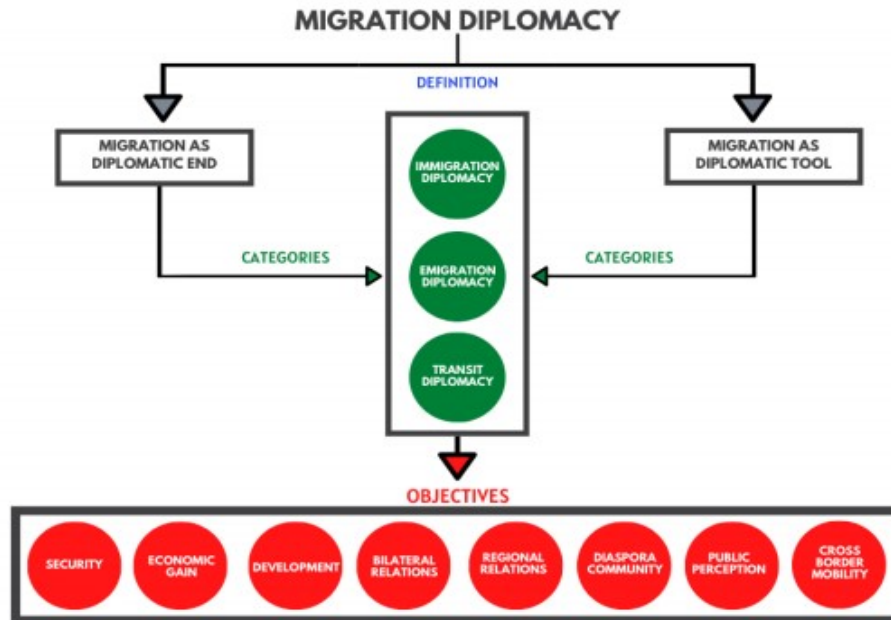 MIGRATION DIPLOMACY
DEFINITION
MIGRATION AS
DIPLOMATIC END
MIGRATION AS
DIPLOMATIC TOOL
IMMIGRATION
DIPLOMACY
CATEGORIES
CATEGORIES
EMIGRATION
DIPLOMACY
TRANSIT
DIPLOMACY
OBJECTIVES
SECURITY
ECONOMIC
GAIN
DEVELOPMENT
BILATERAL
RELATIONS
REGIONAL
RELATIONS
DIASPORA
COMMUNITY
PUBLIC
PERCEPTION
CROSS
BORDER
MOBILITY